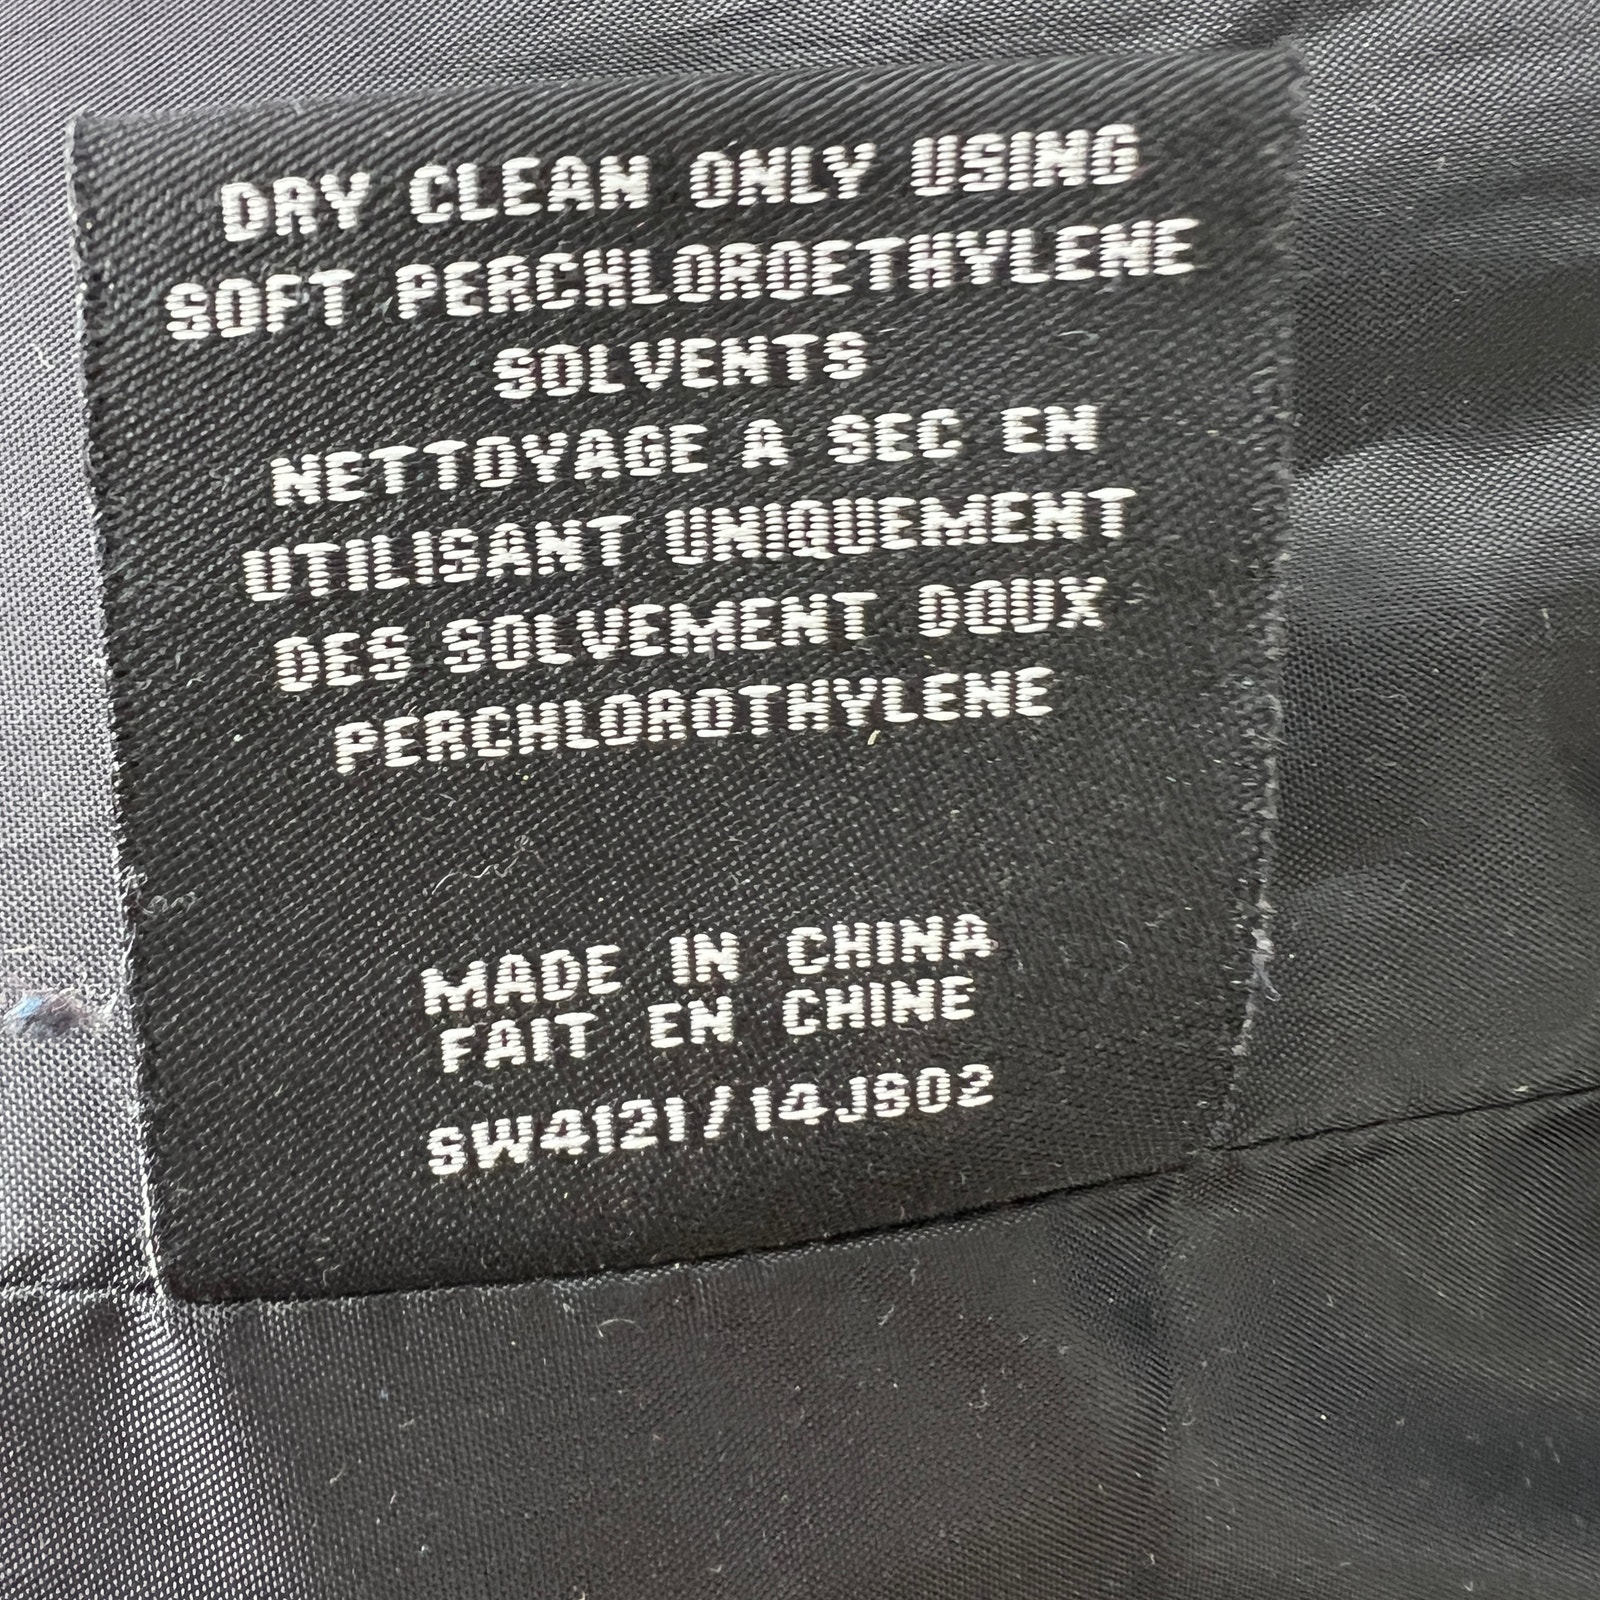 DRY CLEAN ONLY USING
SOFT PERCHLOROETHYLENE
SOLVENTS
NETTOYAGE A SEC EN
UTILISANT UNIQUEMENT
DES SOLVEMENT DOUX
PERCHLOROTHYLENE
MADE IN CHINA
FAIT EN CHINE
SW4121/14JS02